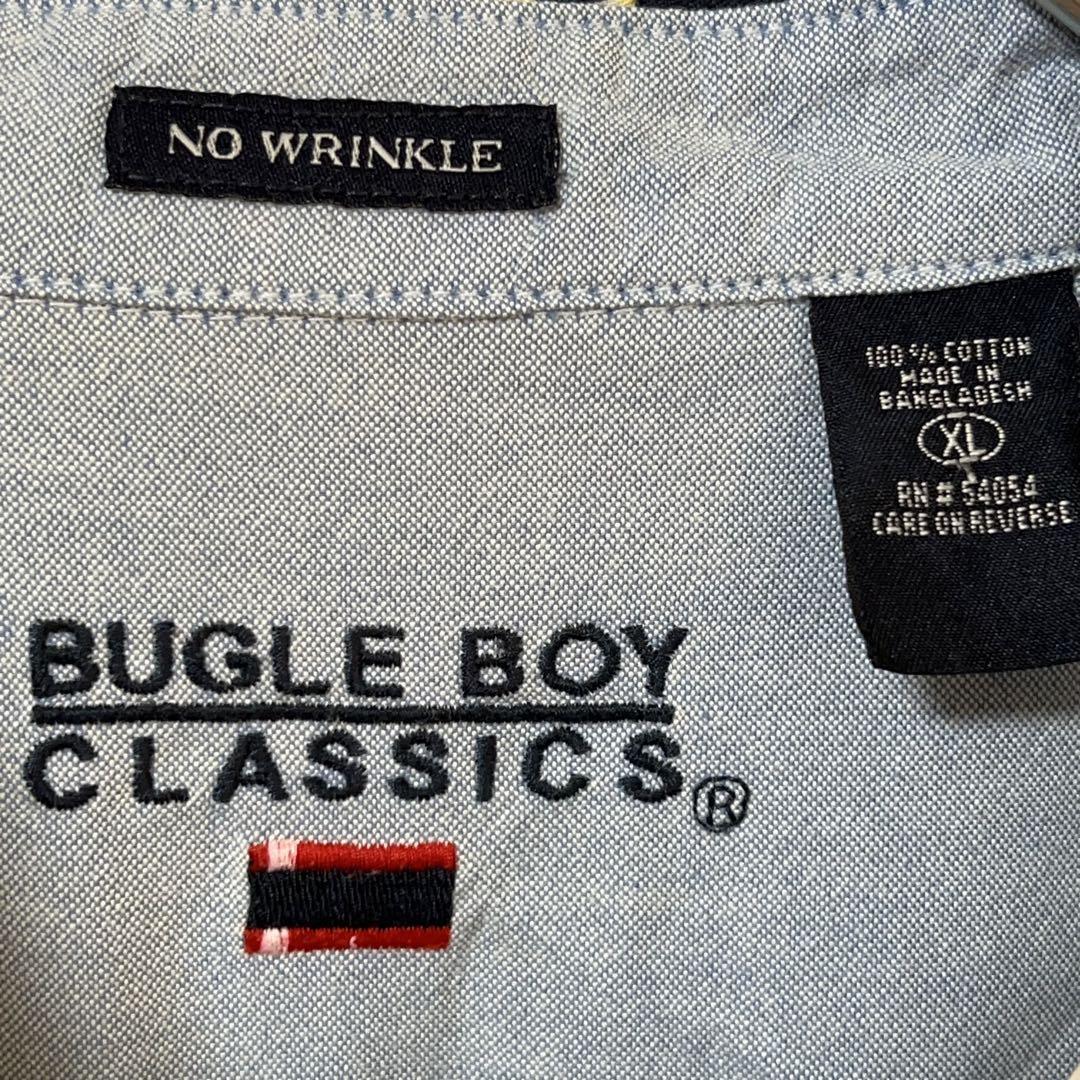 NO WRINKLE
100% COTTON
MADE IN
BANGLADESH
XL
RN # 54054
CARE ON REVERSE
BUGLE BOY
CLASSICS®